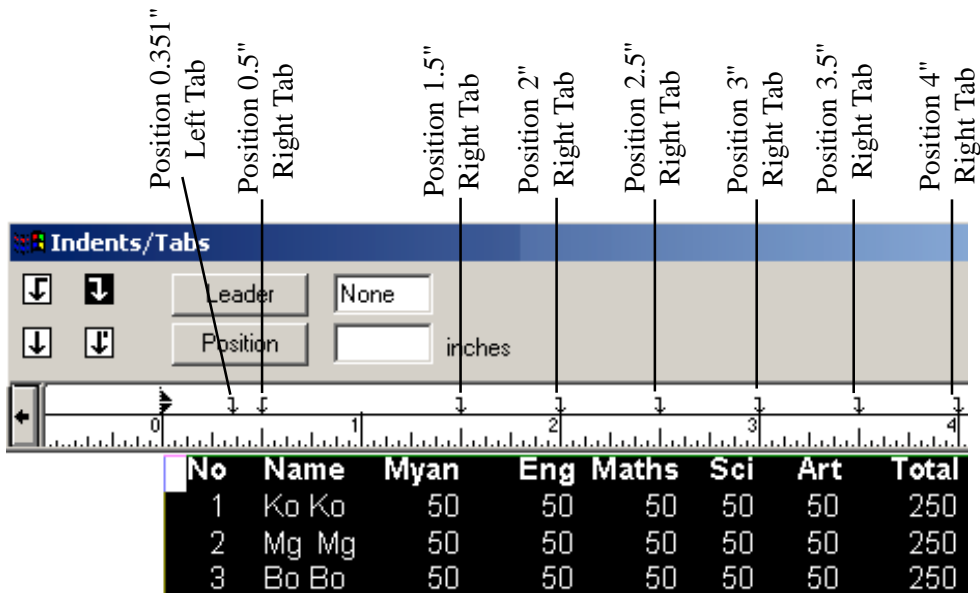 Position 0.351"
Left Tab
Position 0.5"
Right Tab
Position 1.5"
Right Tab
Position 2"
Right Tab
Position 2.5"
Right Tab
Position 3"
Right Tab
Position 3.5"
Right Tab
Position 4"
Right Tab
Indents/Tabs
Leader None
Position inches
0 1 2 3 4
No Name Myan Eng Maths Sci Art Total
1 Ko Ko 50 50 50 50 50 250
2 Mg Mg 50 50 50 50 50 250
3 Bo Bo 50 50 50 50 50 250